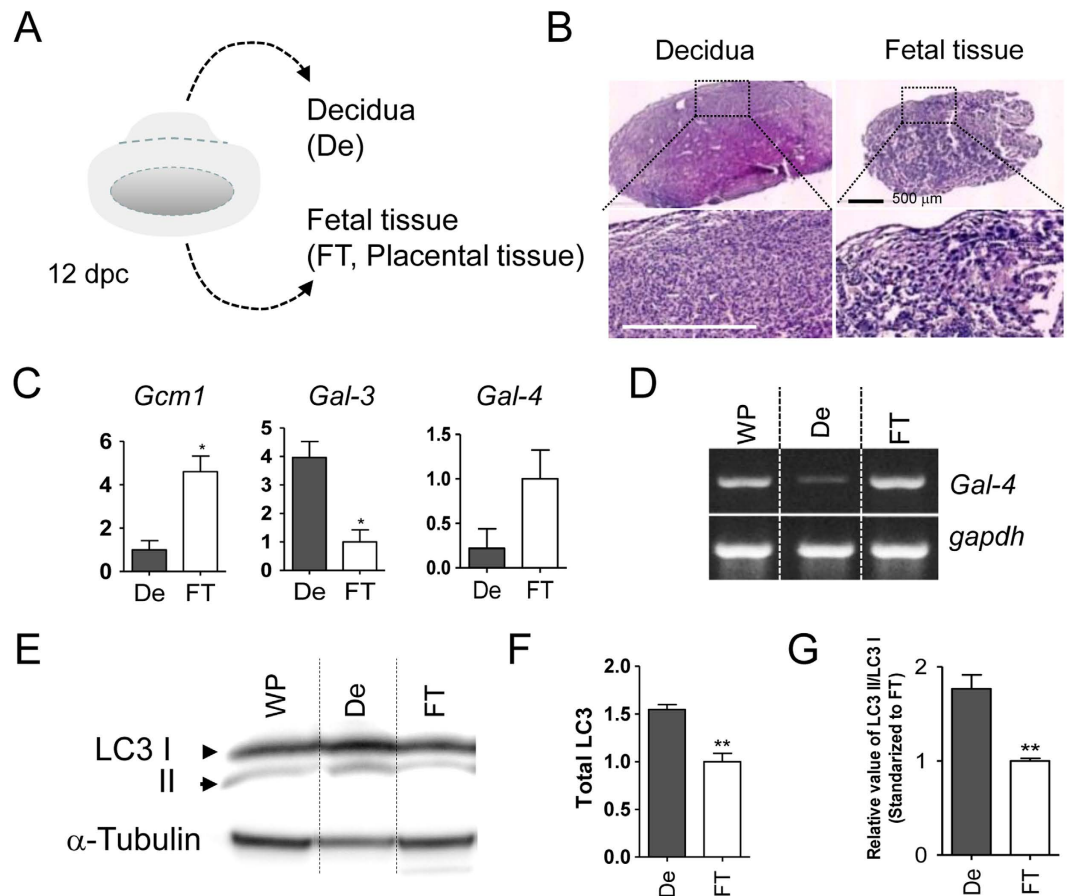 A
Decidua
(De)
Fetal tissue
(FT, Placental tissue)
12 dpc
B
Decidua
Fetal tissue
500 μm
C
Gcm1
6
4
2
0
*
De
FT
Gal-3
5
4
3
2
1
0
*
De
FT
Gal-4
1.5
1.0
0.5
0.0
De
FT
D
WP
De
FT
Gal-4
gapdh
E
WP
De
FT
LC3 I
II
α-Tubulin
F
Total LC3
2.0
1.5
1.0
0.5
0.0
**
De
FT
G
Relative value of LC3 II/LC3 I
(Standarized to FT)
2
1
0
**
De
FT